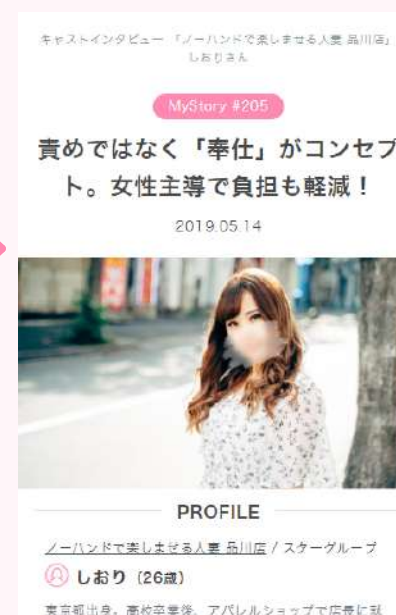 キャストインタビュー 「ノーハンドで楽しませる人妻 品川店」
しおりさん
MyStory #205
責めではなく「奉仕」がコンセプ
ト。女性主導で負担も軽減！
2019.05.14
PROFILE
ノーハンドで楽しませる人妻 品川店 / スターグループ
しおり（26歳）
東京都出身。高校卒業後、アパレルショップで店長に就